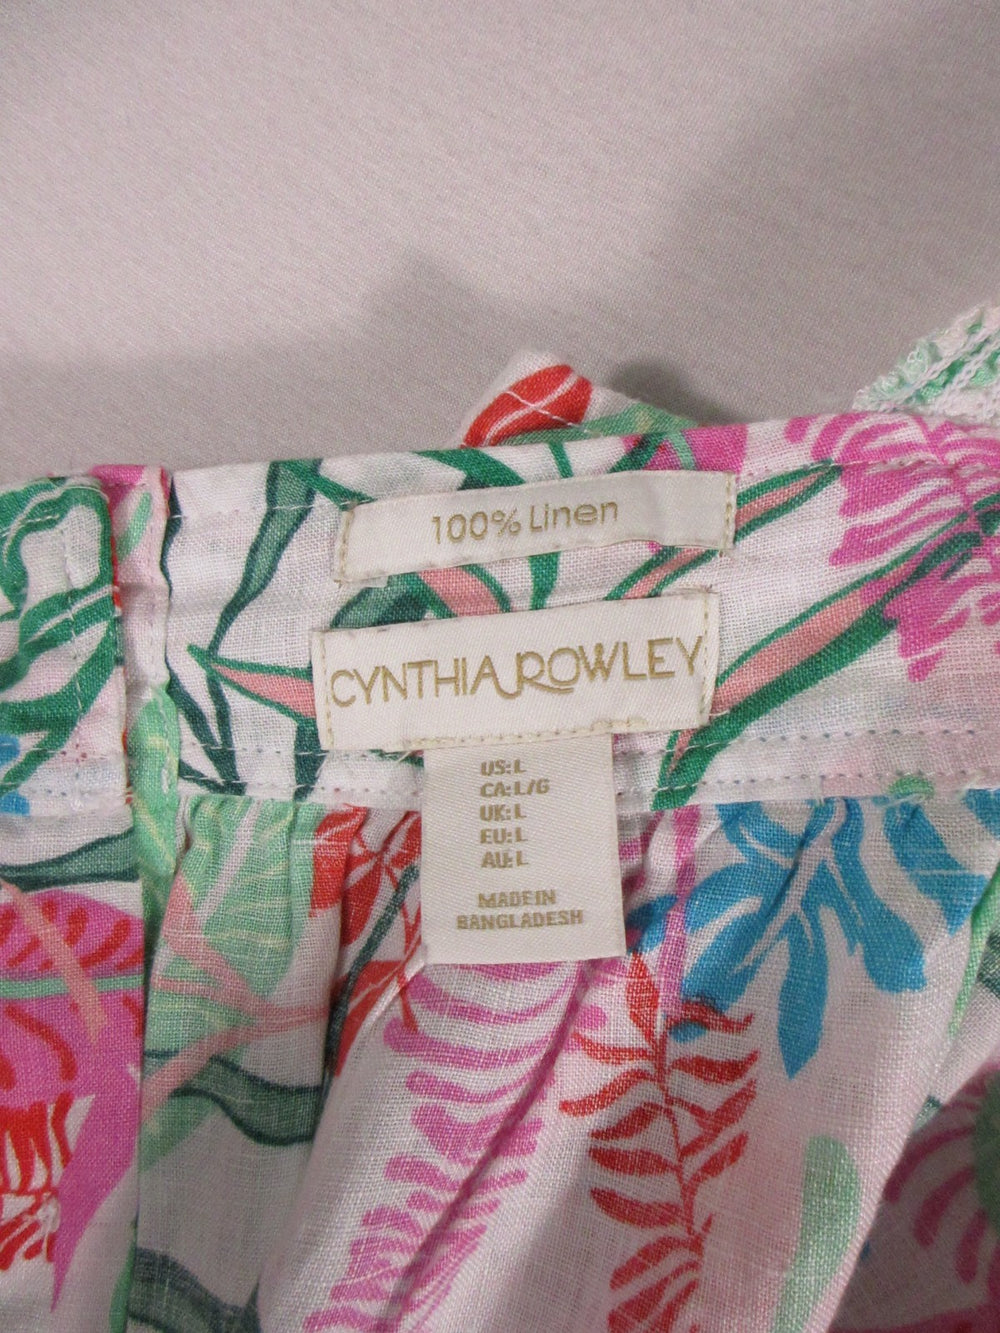 100% Linen
CYNTHIA ROWLEY
US: L
CA: L/G
UK: L
EU: L
AU: L
MADE IN
BANGLADESH